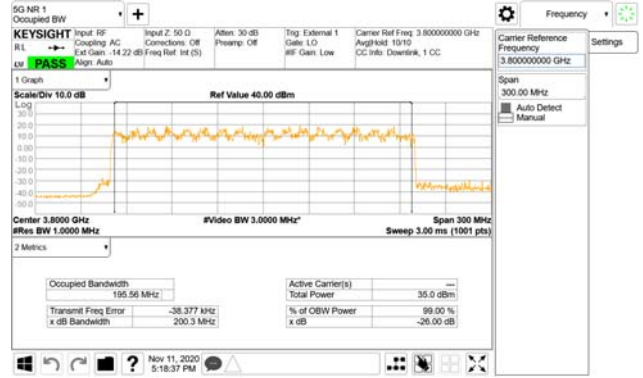 5G NR 1
Occupied BW
Frequency
KEYSIGHT
Input: RF
Coupling: AC
Ext Gain: -14.22 dB
Align: Auto
Input Z: 50 Ω
Corrections: Off
Freq Ref: Int (S)
Atten: 30 dB
Preamp: Off
Trig: External 1
Gate: LO
#IF Gain: Low
Carrier Ref Freq: 3.800000000 GHz
Avg|Hold: 10/10
CC Info: Downlink, 1 CC
RL
LVI PASS
Carrier Reference
Frequency
3.800000000 GHz
Settings
Span
300.00 MHz
Auto Detect
Manual
1 Graph
Scale/Div 10.0 dB
Ref Value 40.00 dBm
Log
30.0
20.0
10.0
0.00
-10.0
-20.0
-30.0
-40.0
-50.0
Center 3.8000 GHz
#Video BW 3.0000 MHz*
Span 300 MHz
#Res BW 1.0000 MHz
Sweep 3.00 ms (1001 pts)
2 Metrics
Occupied Bandwidth
195.56 MHz
Active Carrier(s)
---
Total Power
35.0 dBm
Transmit Freq Error
-38.377 kHz
% of OBW Power
99.00 %
x dB Bandwidth
200.3 MHz
x dB
-26.00 dB
?
Nov 11, 2020
5:18:37 PM